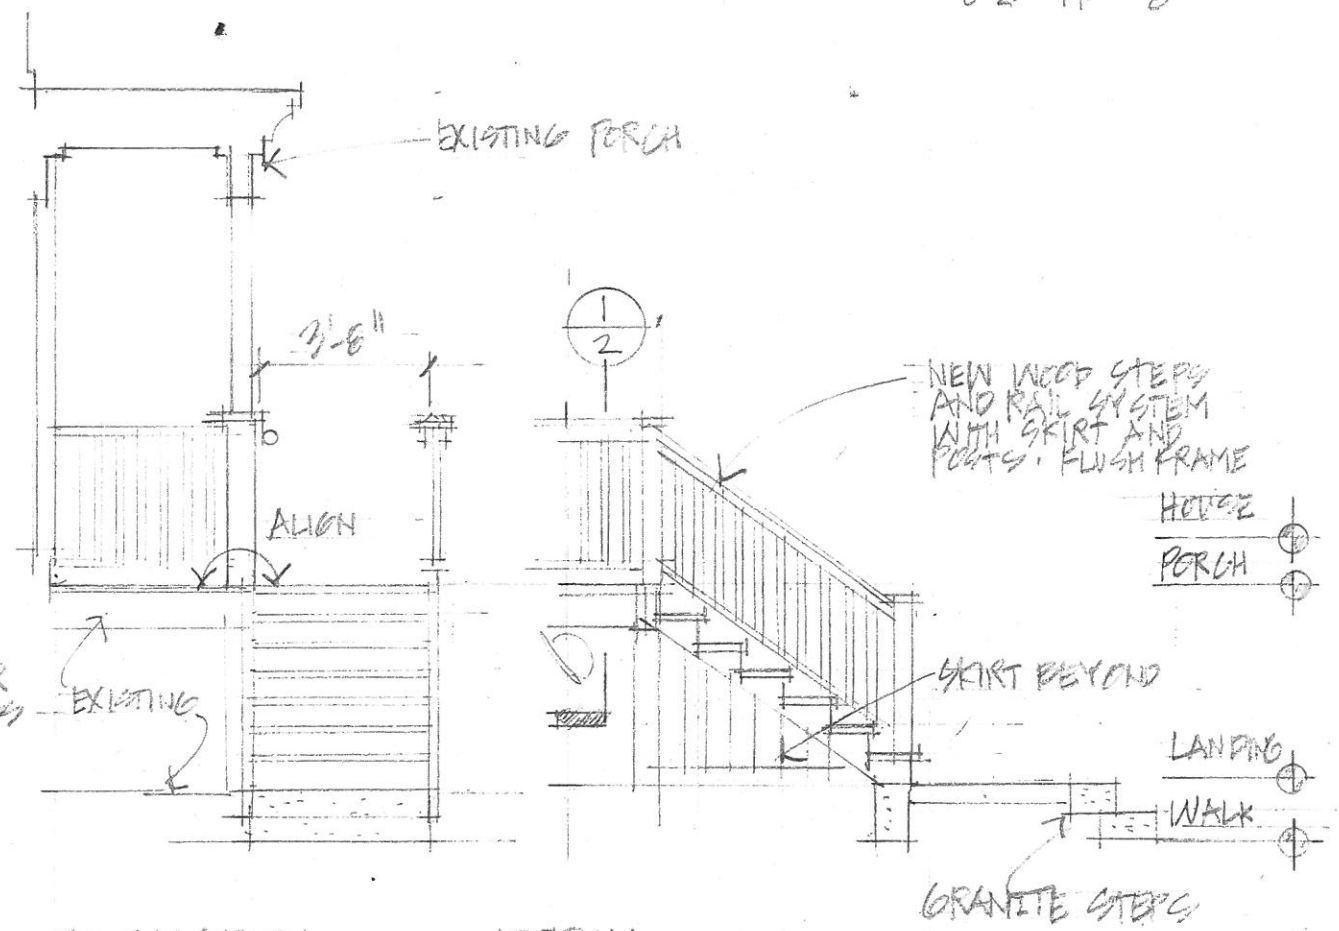 EXISTING PORCH
3'-8"
1
2
NEW WOOD STEPS
AND RAIL SYSTEM
WITH SKIRT AND
POSTS. FLUSH FRAME
HOUSE
ALIGN
PORCH
SKIRT BEYOND
EXISTING
LANDING
WALK
GRANITE STEPS